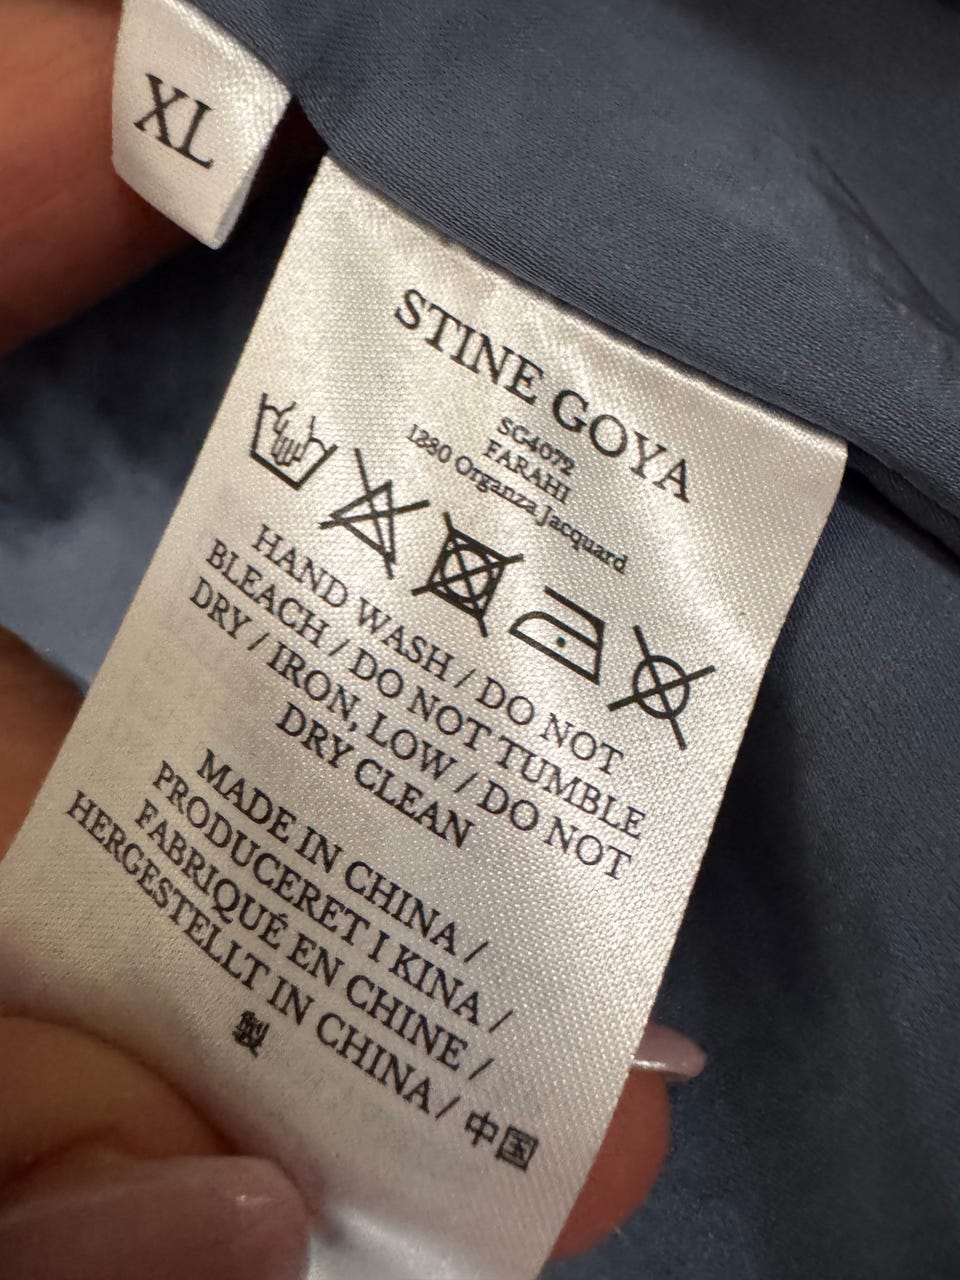 XL
STINE GOYA
SG4072
FARAHI
1280 Organza Jacquard
HAND WASH / DO NOT
BLEACH / DO NOT TUMBLE
DRY / IRON, LOW / DO NOT
DRY CLEAN
MADE IN CHINA /
PRODUCERET I KINA /
FABRIQUÉ EN CHINE /
HERGESTELLT IN CHINA / 中国
製